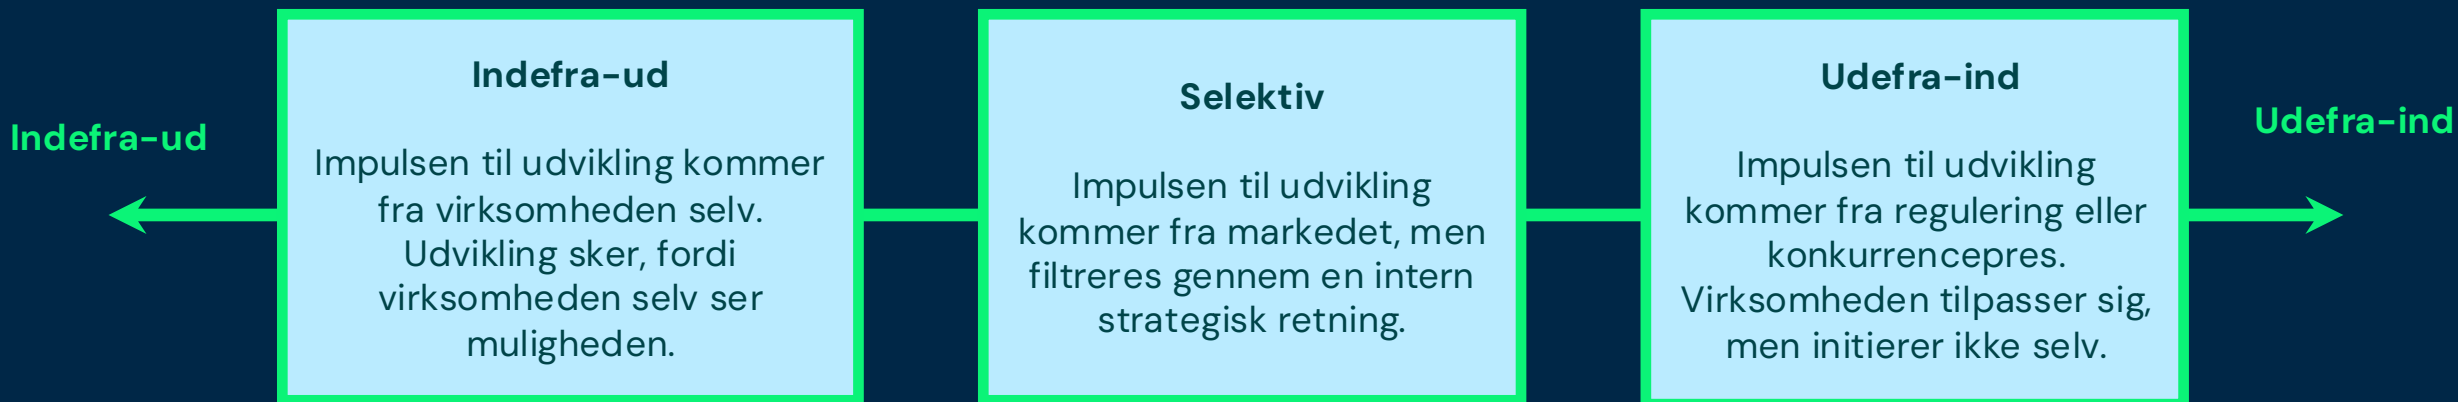 Indefra-ud
Indefra-ud
Impulsen til udvikling kommer
fra virksomheden selv.
Udvikling sker, fordi
virksomheden selv ser
muligheden.
Selektiv
Impulsen til udvikling
kommer fra markedet, men
filtreres gennem en intern
strategisk retning.
Udefra-ind
Impulsen til udvikling
kommer fra regulering eller
konkurrencepres.
Virksomheden tilpasser sig,
men initierer ikke selv.
Udefra-ind